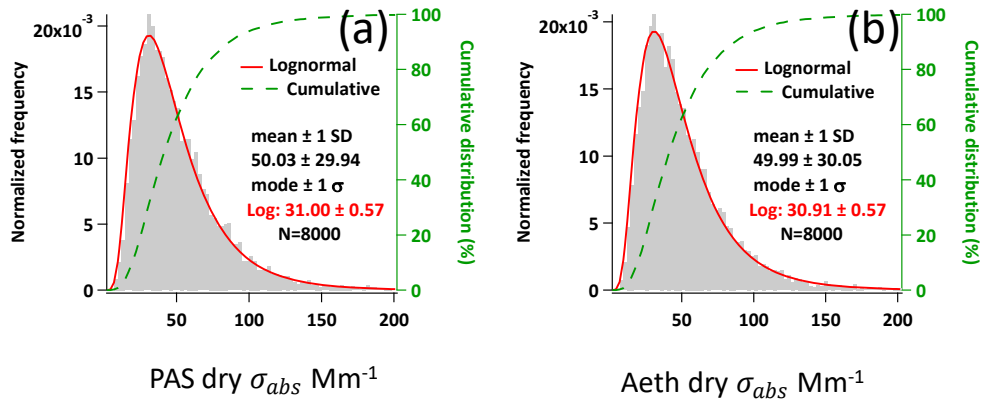 (a)
20x10⁻³
15
10
5
0
Normalized frequency
Lognormal
Cumulative
mean ± 1 SD
50.03 ± 29.94
mode ± 1 σ
Log: 31.00 ± 0.57
N=8000
100
80
60
40
20
0
Cumulative distribution (%)
50
100
150
200
PAS dry σabs Mm⁻¹
(b)
20x10⁻³
15
10
5
0
Normalized frequency
Lognormal
Cumulative
mean ± 1 SD
49.99 ± 30.05
mode ± 1 σ
Log: 30.91 ± 0.57
N=8000
100
80
60
40
20
0
Cumulative distribution (%)
50
100
150
200
Aeth dry σabs Mm⁻¹